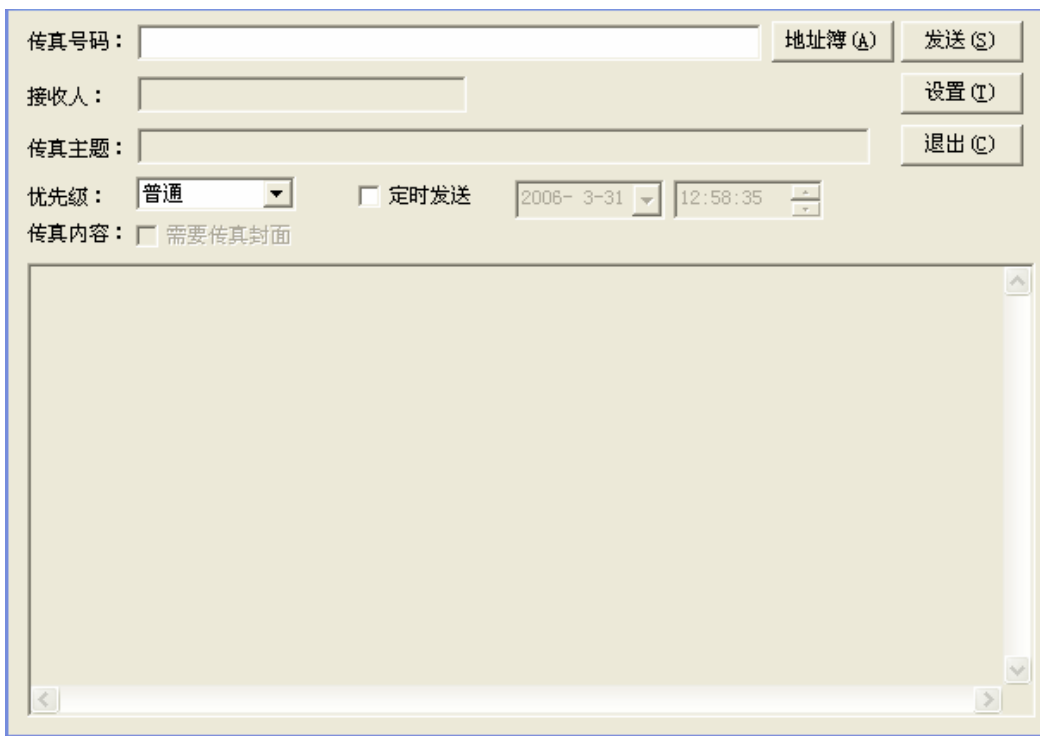 传真号码： 地址簿(A) 发送(S)
接收人： 设置(T)
传真主题： 退出(C)
优先级： 普通 定时发送 2006- 3-31 12:58:35
传真内容： 需要传真封面